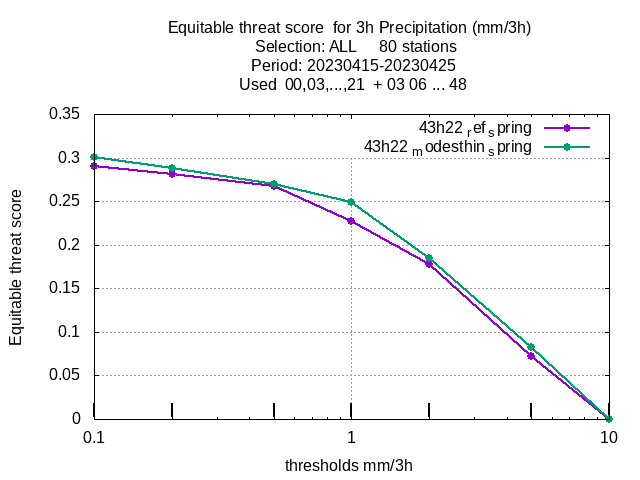 Equitable threat score  for 3h Precipitation (mm/3h)
Selection: ALL     80 stations
Period: 20230415-20230425
Used  00,03,...,21  + 03 06 ... 48
43h22 ref spring
43h22 modesthin spring
0.35
0.3
0.25
0.2
0.15
0.1
0.05
0
Equitable threat score
0.1
1
10
thresholds mm/3h